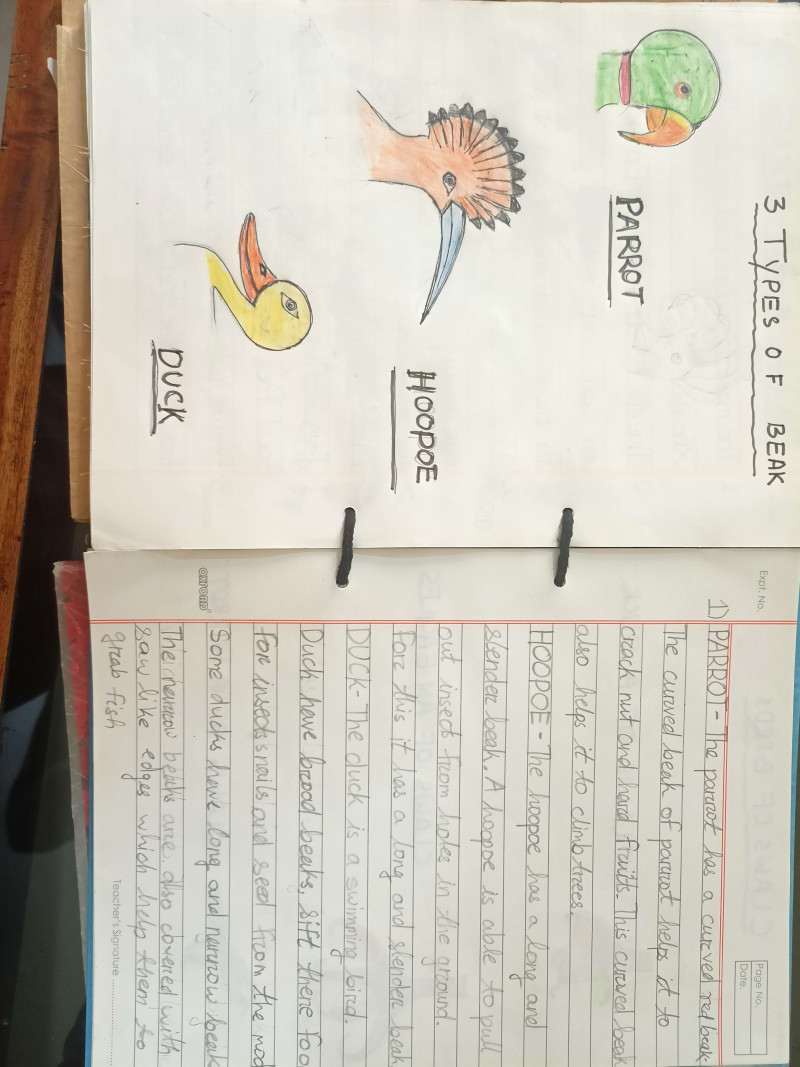 3 TYPES OF BEAK
PARROT
HOOPOE
DUCK
Expt. No.
Page No.
Date.
1) PARROT - The parrot has a curved red beak.
The curved beak of parrot helps it to
crack nut and hard fruits. This curved beak
also helps it to climb trees.
HOOPOE - The hoopoe has a long and
slender beak. A hoopoe is able to pull
out insect from holes in the ground.
Fore this it has a long and slender beak
DUCK - The duck is a swimming bird.
Duck have broad beaks, sift there foo
for insects snails and seed from the mod
Some ducks have long and narrow beak
The narrow beaks are, also covered with
saw like edges which help them to
grab fish
OXFORD
Teacher's Signature